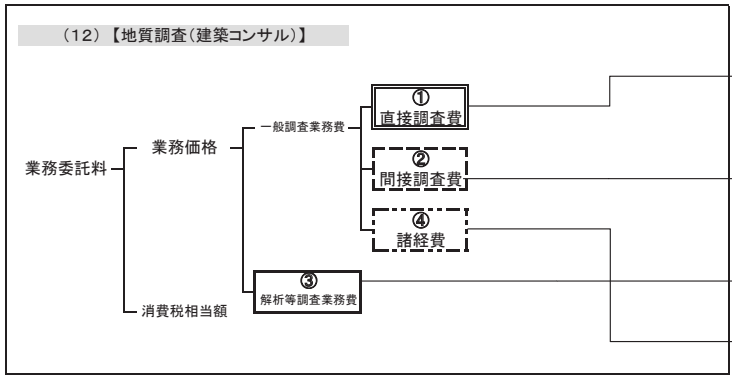 （12）【地質調査（建築コンサル）】
①
直接調査費
一般調査業務費
業務価格
②
間接調査費
業務委託料
④
諸経費
③
解析等調査業務費
消費税相当額